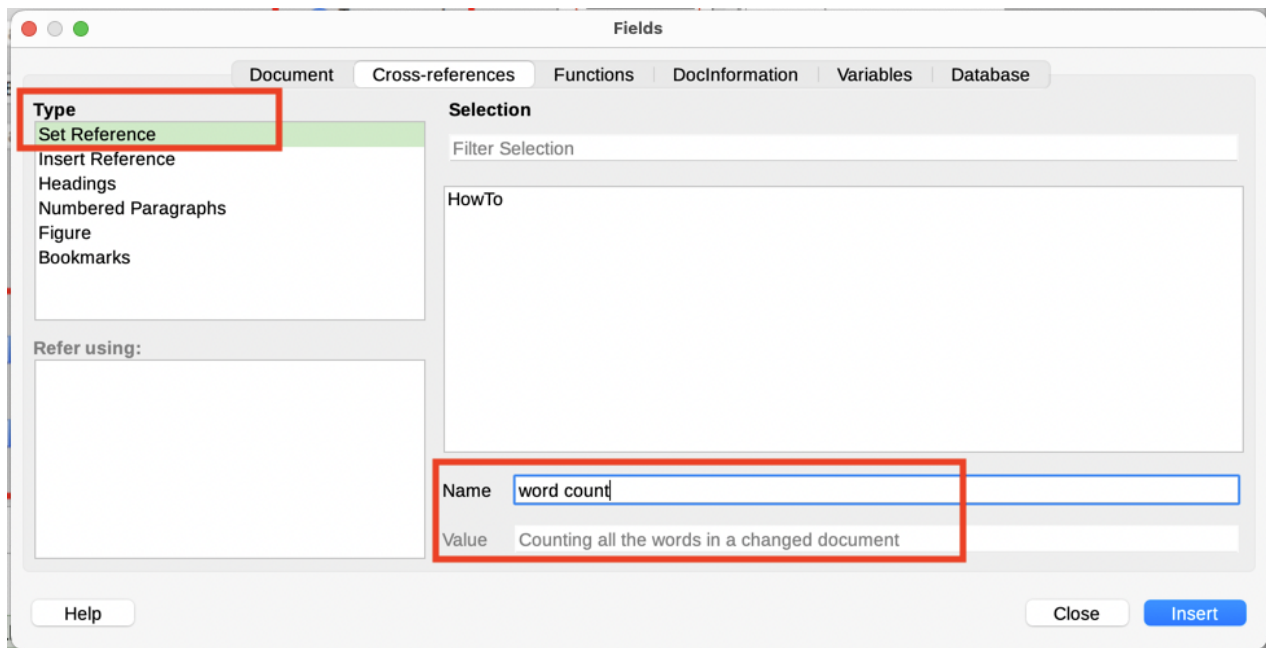 Fields
Document Cross-references Functions DocInformation Variables Database
Type
Set Reference
Insert Reference
Headings
Numbered Paragraphs
Figure
Bookmarks
Refer using:
Selection
Filter Selection
HowTo
Name word count
Value Counting all the words in a changed document
Help Close Insert